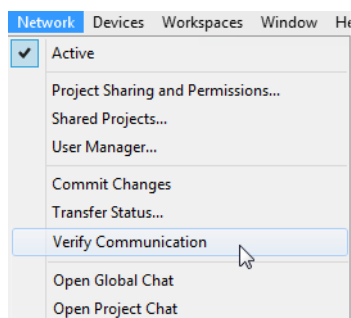 Network Devices Workspaces Window He
Active
Project Sharing and Permissions...
Shared Projects...
User Manager...
Commit Changes
Transfer Status...
Verify Communication
Open Global Chat
Open Project Chat